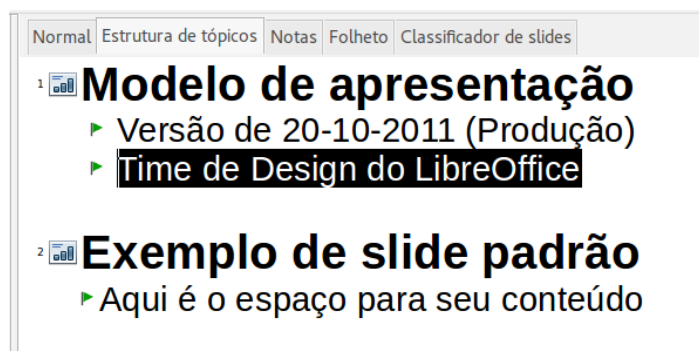 Normal Estrutura de tópicos Notas Folheto Classificador de slides
1 Modelo de apresentação
Versão de 20-10-2011 (Produção)
Time de Design do LibreOffice
2 Exemplo de slide padrão
Aqui é o espaço para seu conteúdo